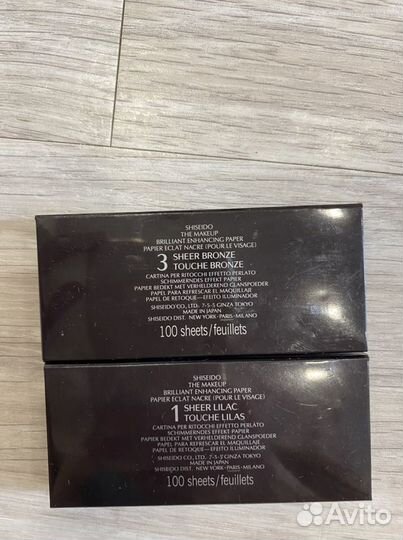 SHISEIDO
THE MAKEUP
BRILLIANT ENHANCING PAPER
PAPIER ECLAT NACRE (POUR LE VISAGE)
3 SHEER BRONZE
TOUCHE BRONZE
CARTINA PER RITOCCHI EFFETTO PERLATO
SCHIMMERNDES EFFEKT PAPIER
PAPIER BEDEKT MET VERHELDEREND GLANSPOEDER
PAPEL PARA REFRESCAR EL MAQUILLAJE
PAPEL DE RETOQUE—EFEITO ILUMINADOR
SHISEIDO CO., LTD. 7-5-5 GINZA TOKYO
MADE IN JAPAN
SHISEIDO DIST. NEW YORK-PARIS-MILANO
100 sheets/feuillets
SHISEIDO
THE MAKEUP
BRILLIANT ENHANCING PAPER
PAPIER ECLAT NACRE (POUR LE VISAGE)
1 SHEER LILAC
TOUCHE LILAS
CARTINA PER RITOCCHI EFFETTO PERLATO
SCHIMMERNDES EFFEKT PAPIER
PAPIER BEDEKT MET VERHELDEREND GLANSPOEDER
PAPEL PARA REFRESCAR EL MAQUILLAJE
PAPEL DE RETOQUE—EFEITO ILUMINADOR
SHISEIDO CO., LTD. 7-5-5 GINZA TOKYO
MADE IN JAPAN
SHISEIDO DIST. NEW YORK-PARIS-MILANO
100 sheets/feuillets
Avito